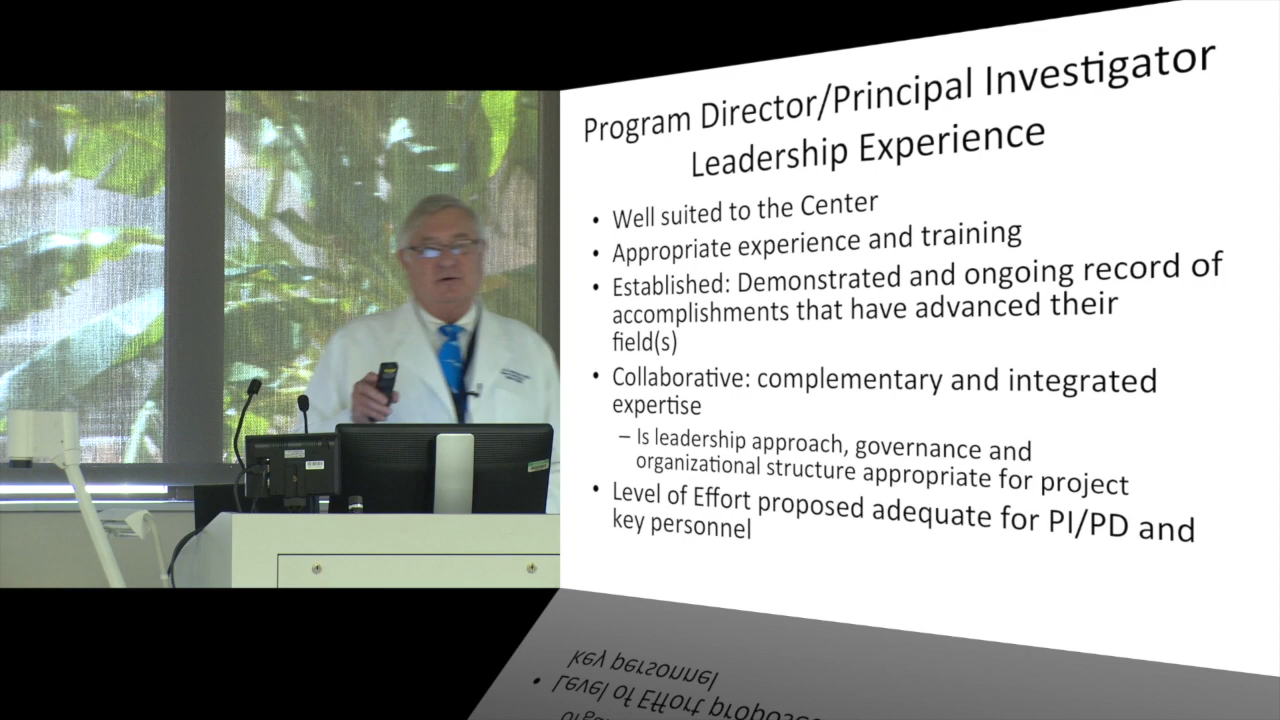 Program Director/Principal Investigator
Leadership Experience
• Well suited to the Center
• Appropriate experience and training
• Established: Demonstrated and ongoing record of
accomplishments that have advanced their
field(s)
• Collaborative: complementary and integrated
expertise
– Is leadership approach, governance and
organizational structure appropriate for project
• Level of Effort proposed adequate for PI/PD and
key personnel